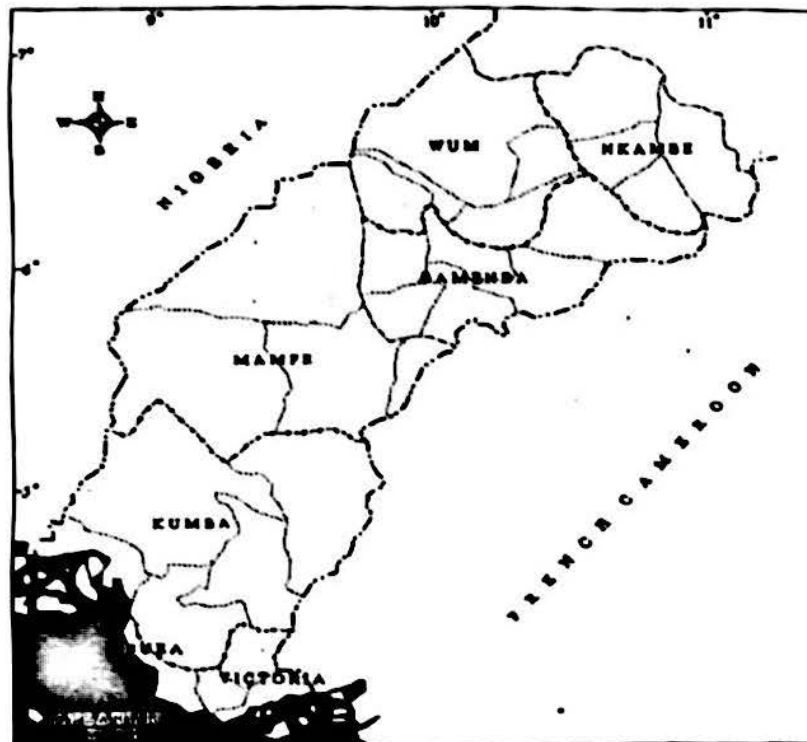 9° 10° 11°
7°
N
W E
S
WUM
NKAMBE
NIGERIA
6°
BAMENDA
MAMFE
FRENCH CAMEROON
5°
KUMBA
VICTORIA